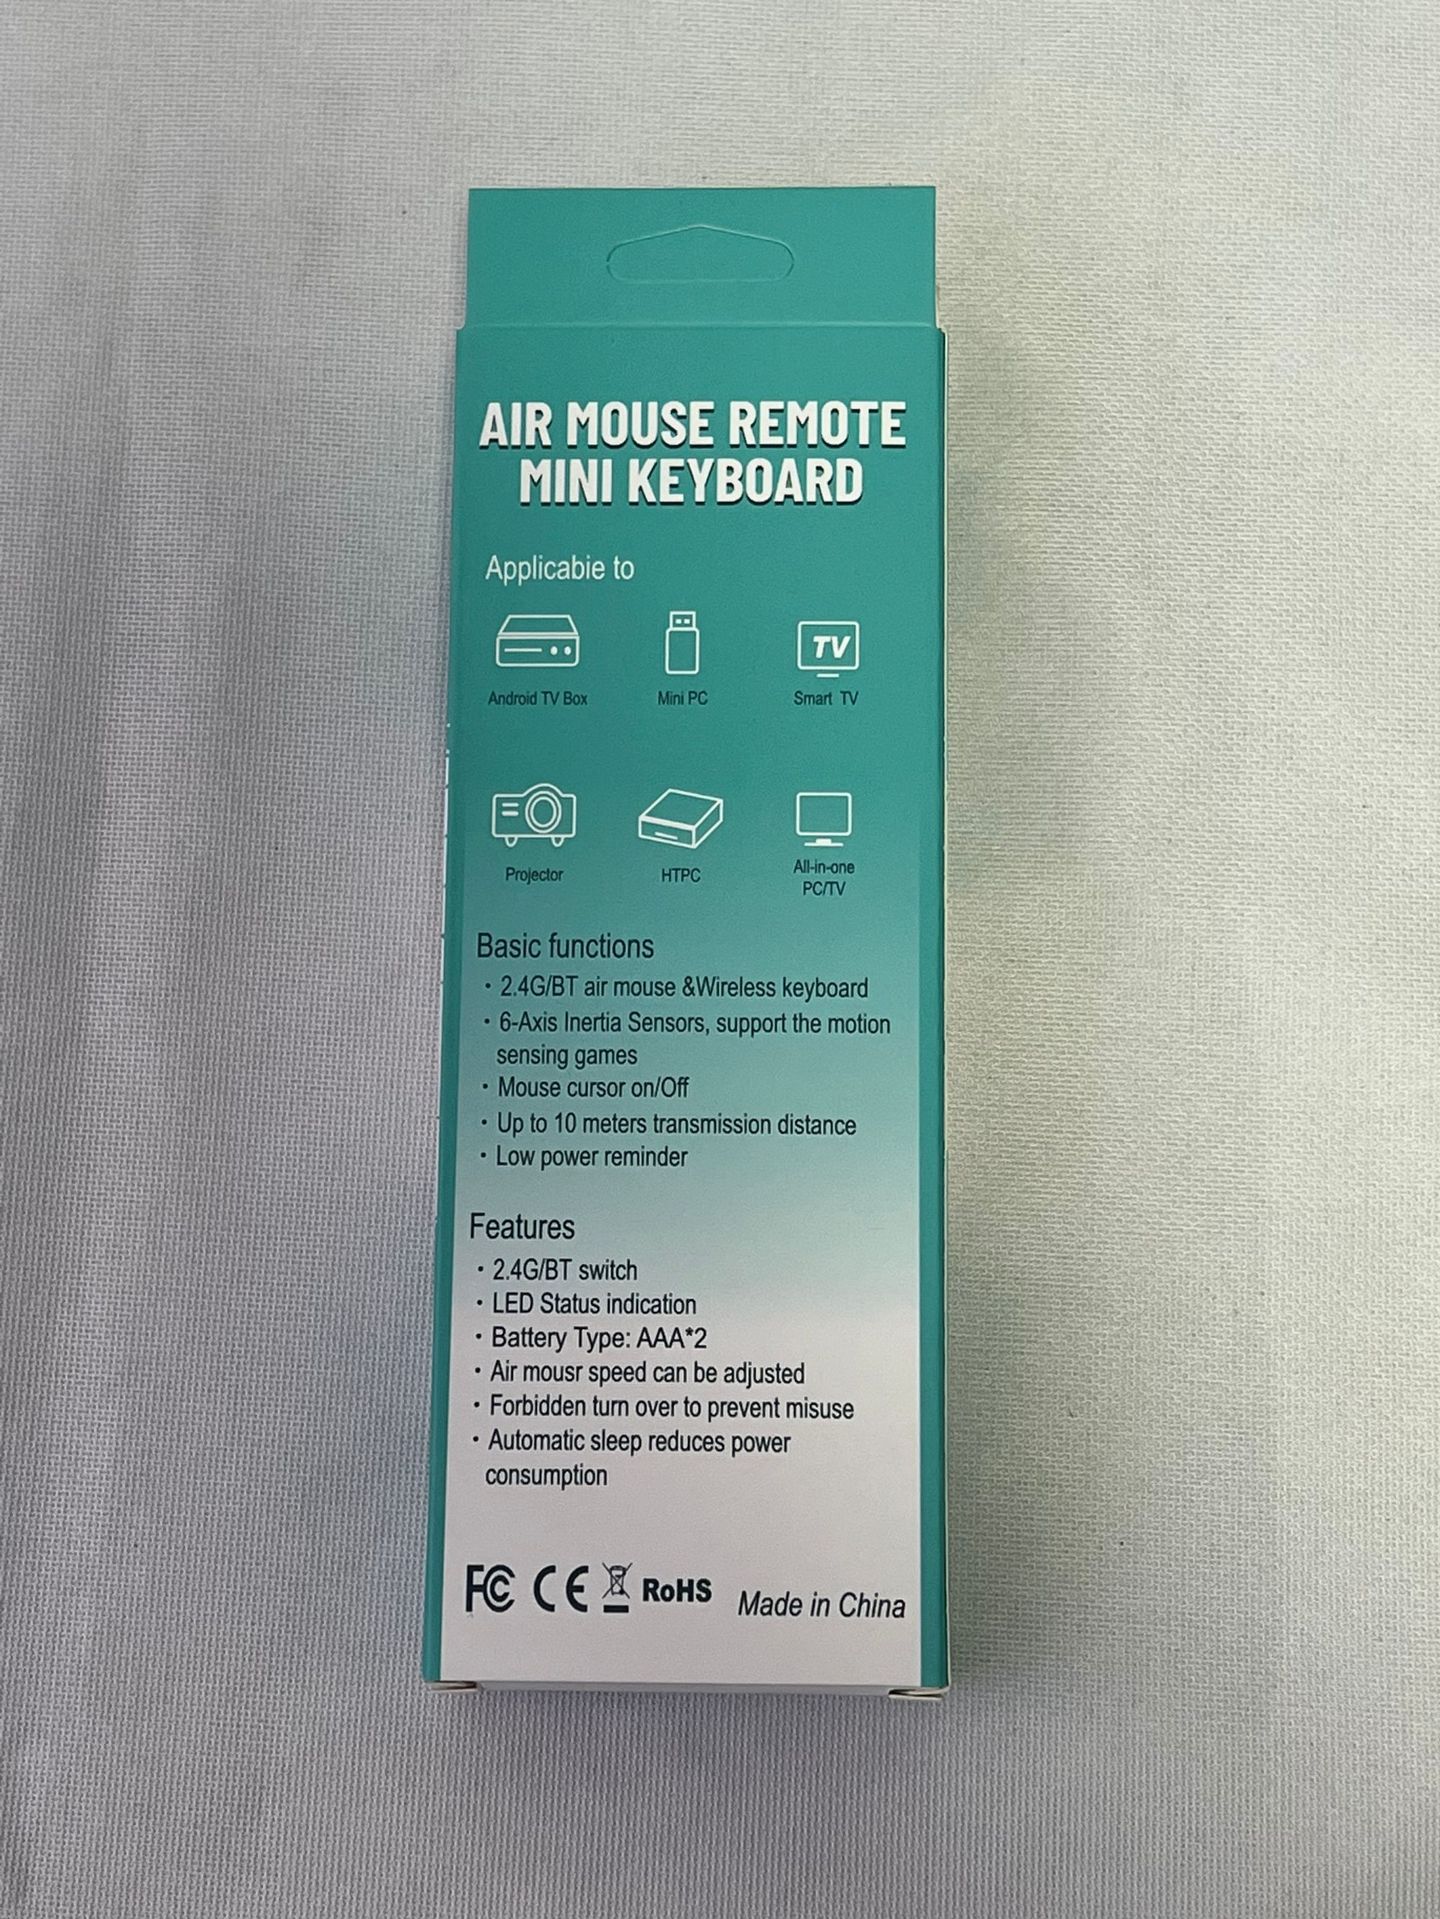 AIR MOUSE REMOTE
MINI KEYBOARD
Applicabie to
TV
Android TV Box
Mini PC
Smart TV
Projector
HTPC
All-in-one
PC/TV
Basic functions
· 2.4G/BT air mouse &Wireless keyboard
· 6-Axis Inertia Sensors, support the motion
sensing games
· Mouse cursor on/Off
· Up to 10 meters transmission distance
· Low power reminder
Features
· 2.4G/BT switch
· LED Status indication
· Battery Type: AAA*2
· Air mousr speed can be adjusted
· Forbidden turn over to prevent misuse
· Automatic sleep reduces power
consumption
FC CE RoHS Made in China